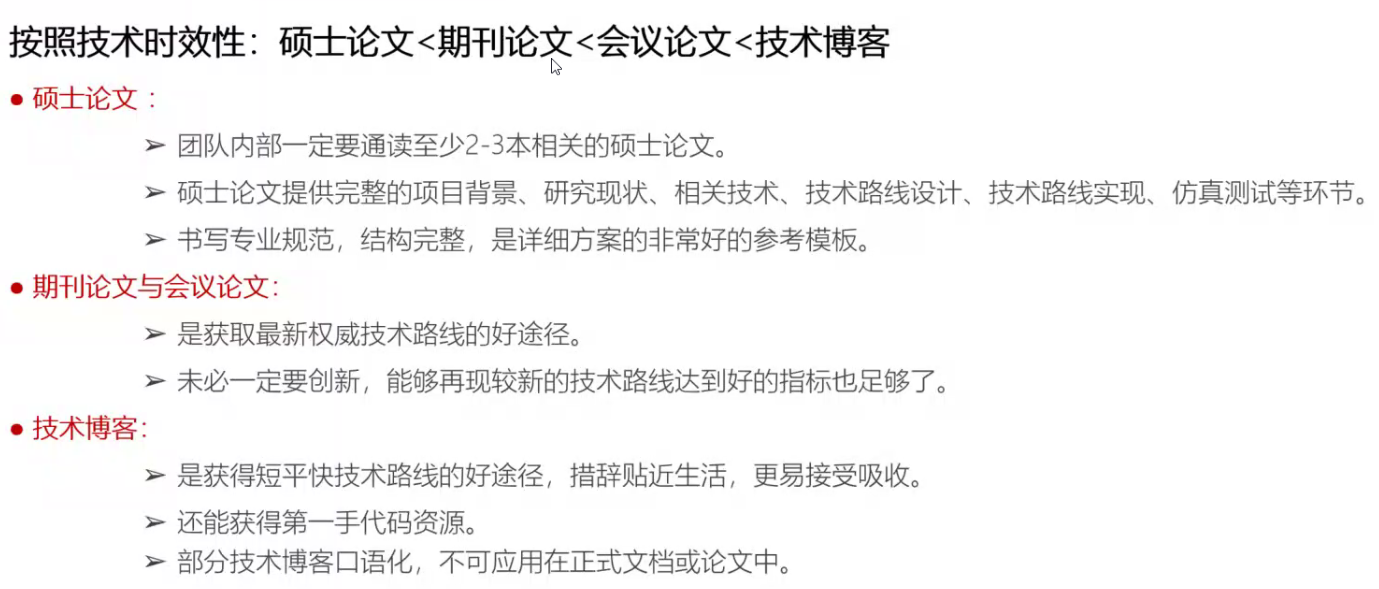 按照技术时效性：硕士论文<期刊论文<会议论文<技术博客
● 硕士论文：
➢ 团队内部一定要通读至少2-3本相关的硕士论文。
➢ 硕士论文提供完整的项目背景、研究现状、相关技术、技术路线设计、技术路线实现、仿真测试等环节。
➢ 书写专业规范，结构完整，是详细方案的非常好的参考模板。
● 期刊论文与会议论文：
➢ 是获取最新权威技术路线的好途径。
➢ 未必一定要创新，能够再现较新的技术路线达到好的指标也足够了。
● 技术博客：
➢ 是获得短平快技术路线的好途径，措辞贴近生活，更易接受吸收。
➢ 还能获得第一手代码资源。
➢ 部分技术博客口语化，不可应用在正式文档或论文中。